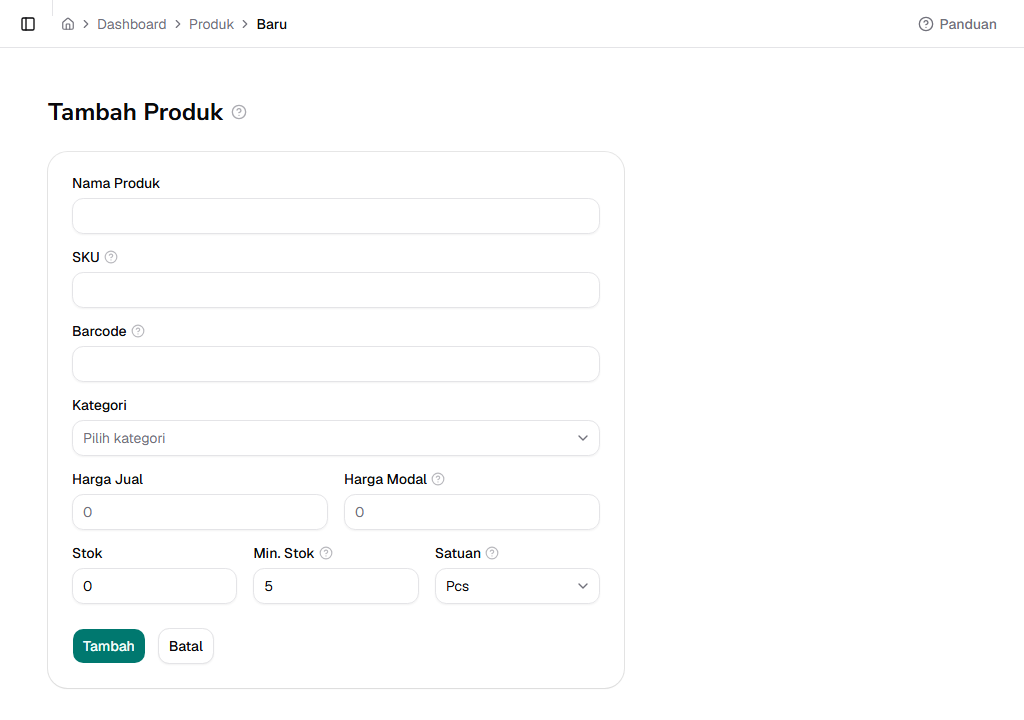 Dashboard > Produk > Baru
Panduan
Tambah Produk
Nama Produk
SKU
Barcode
Kategori
Pilih kategori
Harga Jual Harga Modal
0 0
Stok Min. Stok Satuan
0 5 Pcs
Tambah Batal